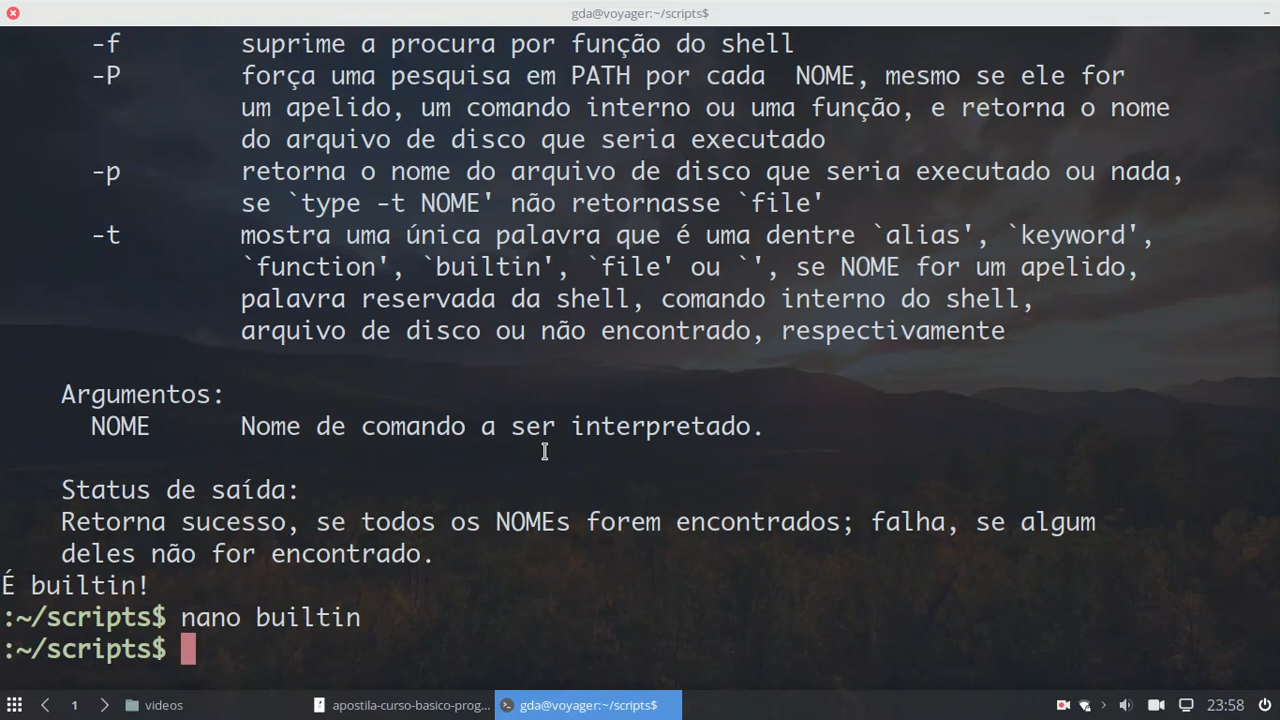 gda@voyager:~/scripts$
-f suprime a procura por função do shell
-P força uma pesquisa em PATH por cada  NOME, mesmo se ele for
um apelido, um comando interno ou uma função, e retorna o nome
do arquivo de disco que seria executado
-p retorna o nome do arquivo de disco que seria executado ou nada,
se `type -t NOME' não retornasse `file'
-t mostra uma única palavra que é uma dentre `alias', `keyword',
`function', `builtin', `file' ou `', se NOME for um apelido,
palavra reservada da shell, comando interno do shell,
arquivo de disco ou não encontrado, respectivamente
Argumentos:
NOME Nome de comando a ser interpretado.
Status de saída:
Retorna sucesso, se todos os NOMEs forem encontrados; falha, se algum
deles não for encontrado.
É builtin!
:~/scripts$ nano builtin
:~/scripts$
1 videos apostila-curso-basico-prog... gda@voyager:~/scripts$ 23:58